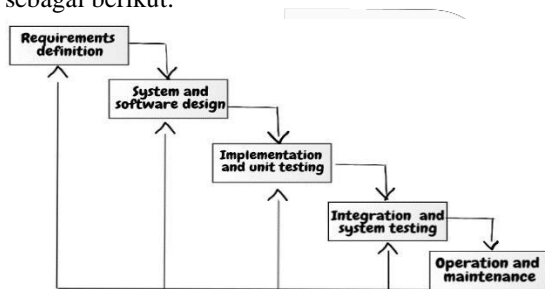 sebagai berikut:
Requirements
definition
System and
software design
Implementation
and unit testing
Integration and
system testing
Operation and
maintenance